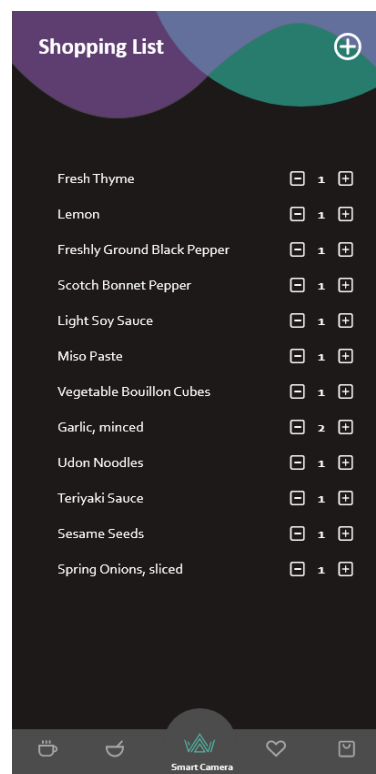 Shopping List
Fresh Thyme 1
Lemon 1
Freshly Ground Black Pepper 1
Scotch Bonnet Pepper 1
Light Soy Sauce 1
Miso Paste 1
Vegetable Bouillon Cubes 1
Garlic, minced 2
Udon Noodles 1
Teriyaki Sauce 1
Sesame Seeds 1
Spring Onions, sliced 1
Smart Camera